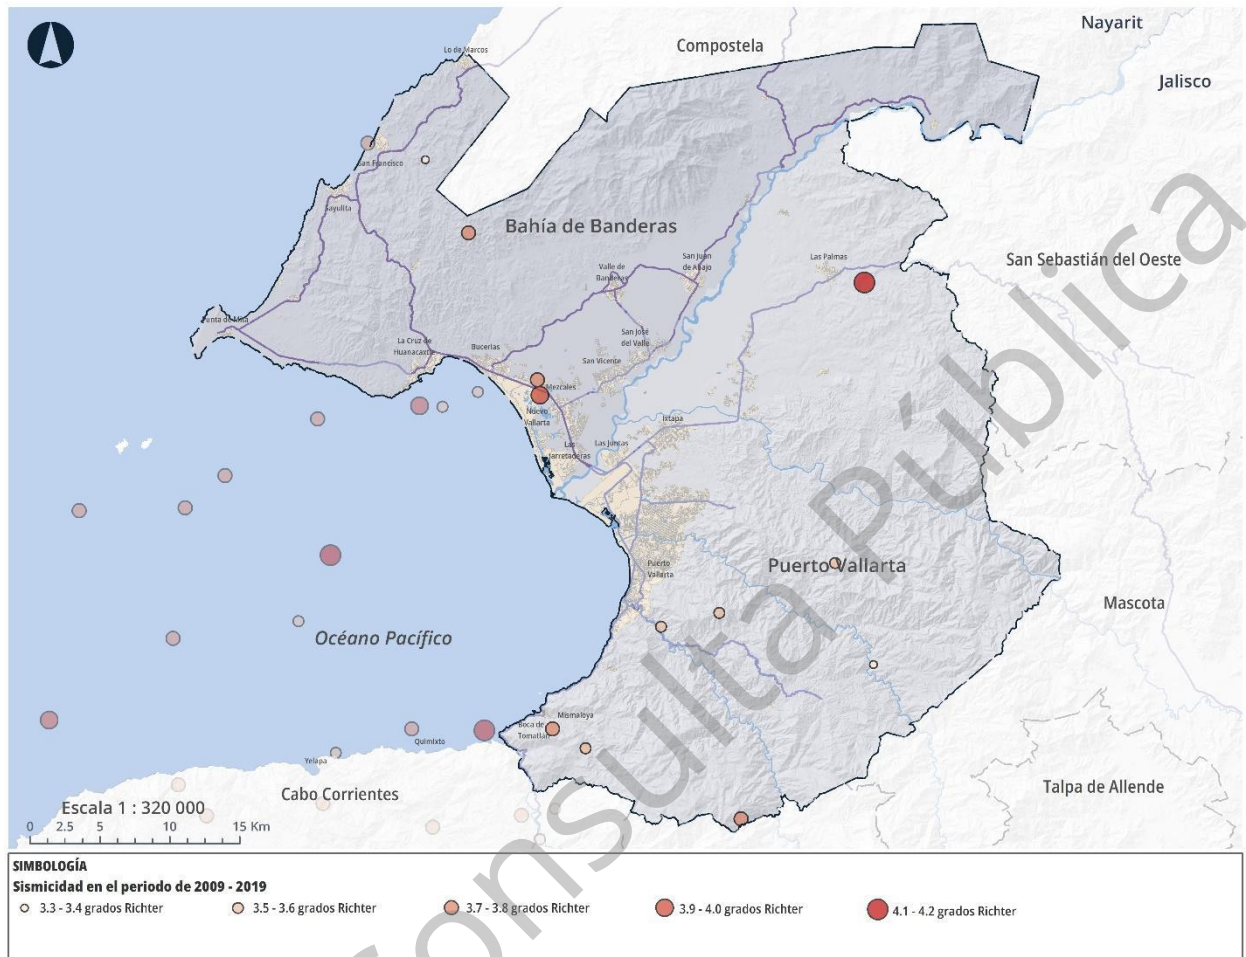 Nayarit
Compostela
Jalisco
Lo de Marcos
San Francisco
Sayulita
Bahía de Banderas
San Sebastián del Oeste
San Juan
de Abajo
Valle de
Banderas
Las Palmas
Punta de Mita
San José
del Valle
La Cruz de
Huanacaxtle
Bucerías
San Vicente
Mezcales
Nuevo
Vallarta
Ixtapa
Las Juntas
Las
Jarretaderas
Puerto
Vallarta
Puerto Vallarta
Mascota
Océano Pacífico
Mismaloya
Boca de
Tomatlán
Quimixto
Yelapa
Cabo Corrientes
Talpa de Allende
Escala 1 : 320 000
0 2.5 5 10 15 Km
Consulta Pública
SIMBOLOGÍA
Sismicidad en el periodo de 2009 - 2019
3.3 - 3.4 grados Richter
3.5 - 3.6 grados Richter
3.7 - 3.8 grados Richter
3.9 - 4.0 grados Richter
4.1 - 4.2 grados Richter